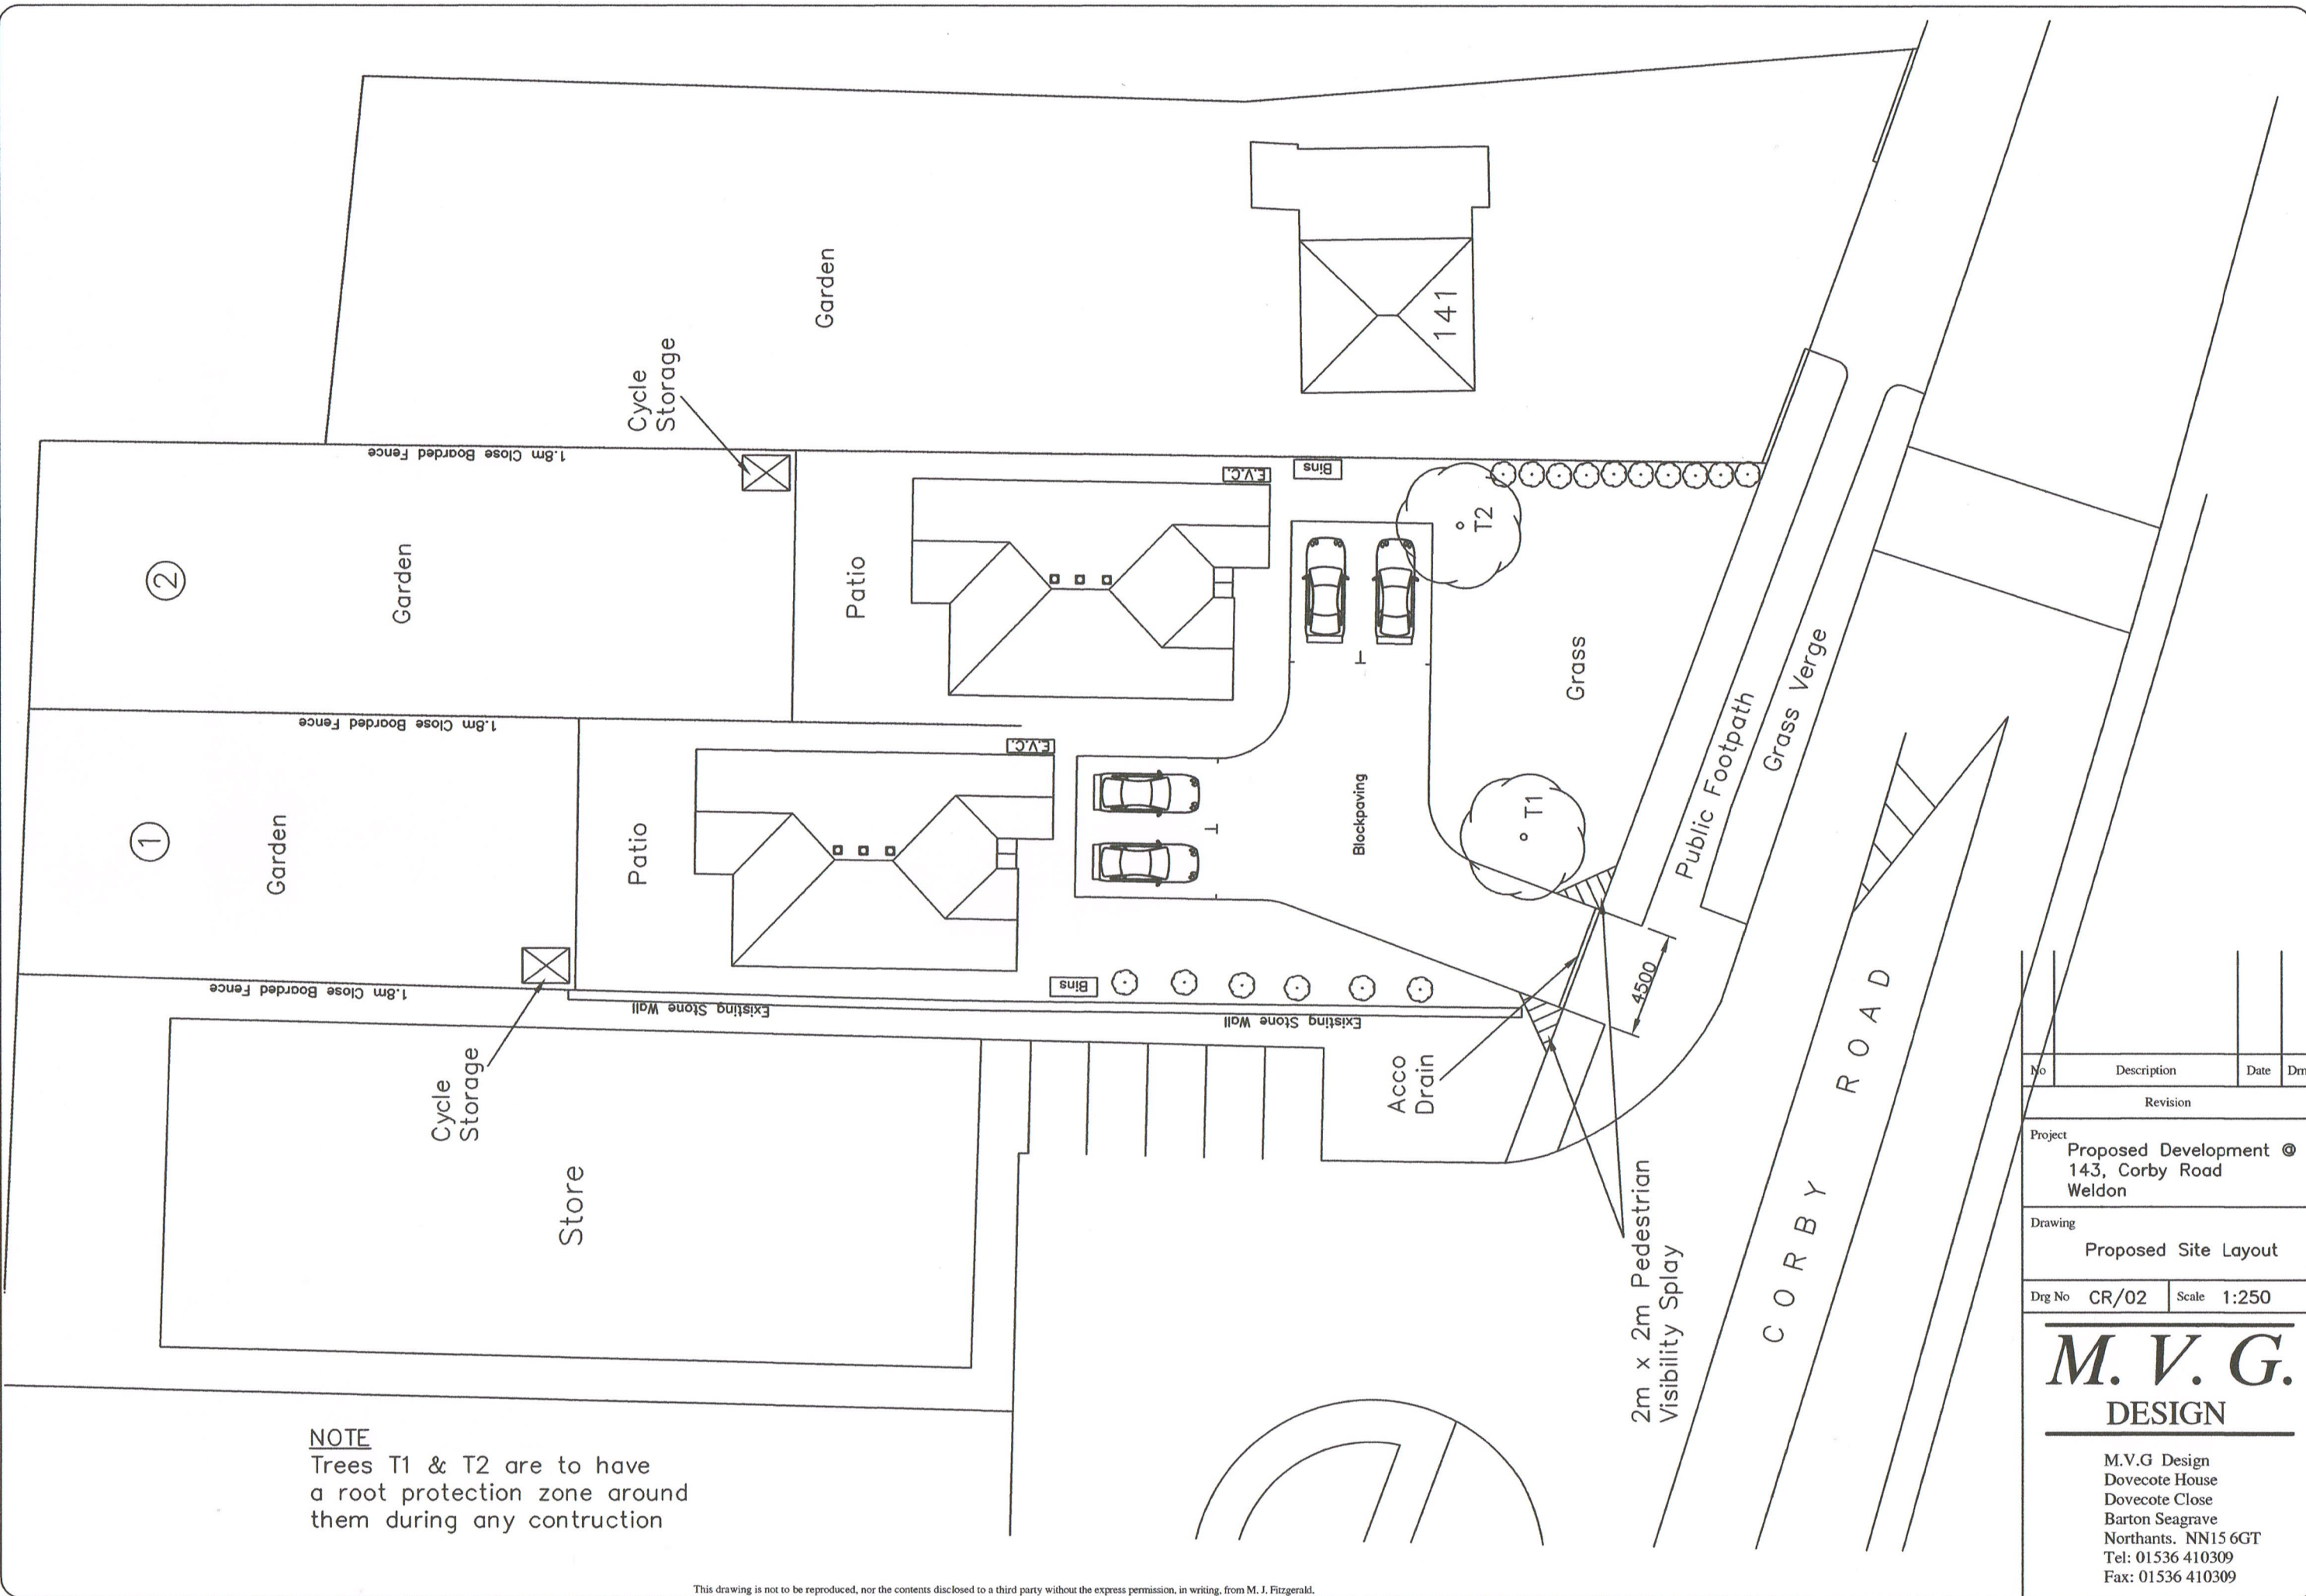 Garden
141
Cycle
Storage
1.8m Close Boarded Fence
2
Garden
Patio
E.V.C.
Bins
T2
Grass
1.8m Close Boarded Fence
1
Garden
Patio
E.V.C.
Blockpaving
T1
Public Footpath
Grass Verge
1.8m Close Boarded Fence
Existing Stone Wall
Bins
Existing Stone Wall
4500
Acco
Drain
Cycle
Storage
Store
2m x 2m Pedestrian
Visibility Splay
CORBY ROAD
NOTE
Trees T1 & T2 are to have
a root protection zone around
them during any contruction
No Description Date Drn
Revision
Project
Proposed Development @
143, Corby Road
Weldon
Drawing
Proposed Site Layout
Drg No CR/02 Scale 1:250
M. V. G.
DESIGN
M.V.G Design
Dovecote House
Dovecote Close
Barton Seagrave
Northants. NN15 6GT
Tel: 01536 410309
Fax: 01536 410309
This drawing is not to be reproduced, nor the contents disclosed to a third party without the express permission, in writing, from M. J. Fitzgerald.